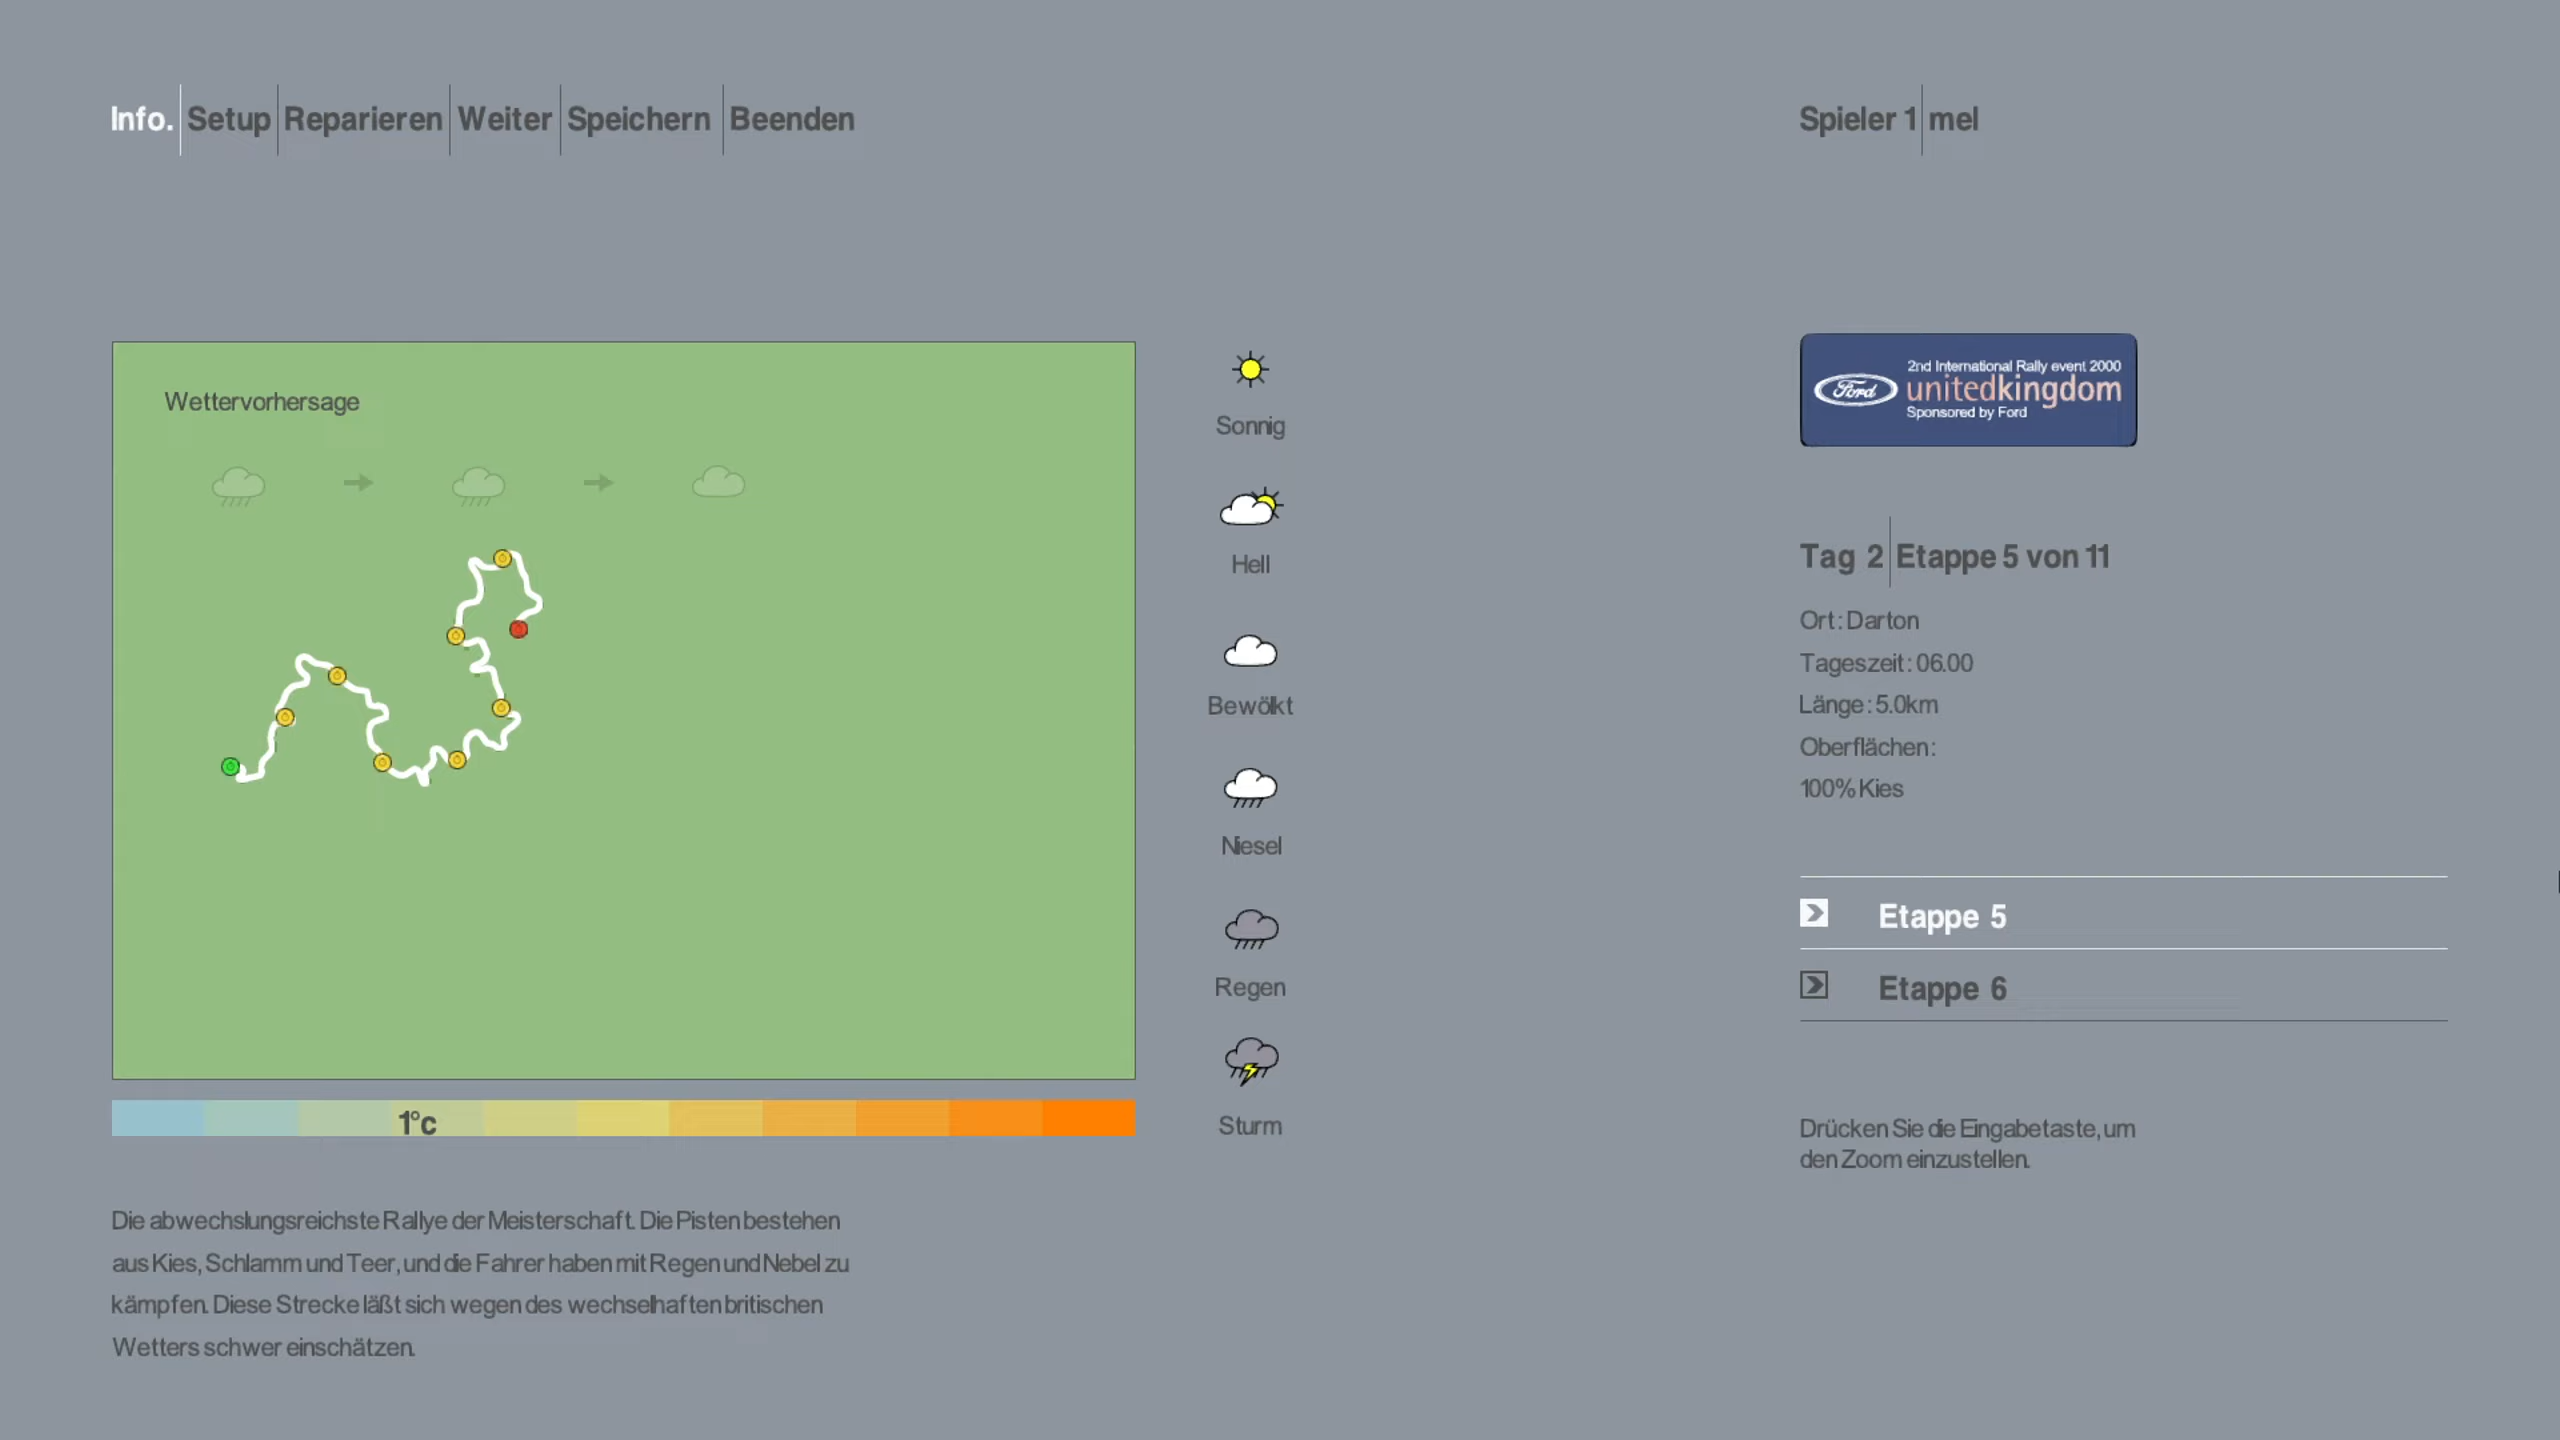 Info. Setup Reparieren Weiter Speichern Beenden
Spieler 1 mel
Wettervorhersage
Sonnig
Hell
Bewölkt
Niesel
Regen
Sturm
1°c
Die abwechslungsreichste Rallye der Meisterschaft. Die Pisten bestehen
aus Kies, Schlamm und Teer, und die Fahrer haben mit Regen und Nebel zu
kämpfen. Diese Strecke läßt sich wegen des wechselhaften britischen
Wetters schwer einschätzen.
Ford
2nd International Rally event 2000
unitedkingdom
Sponsored by Ford
Tag 2 Etappe 5 von 11
Ort: Darton
Tageszeit: 06.00
Länge: 5.0km
Oberflächen:
100% Kies
Etappe 5
Etappe 6
Drücken Sie die Eingabetaste, um
den Zoom einzustellen.